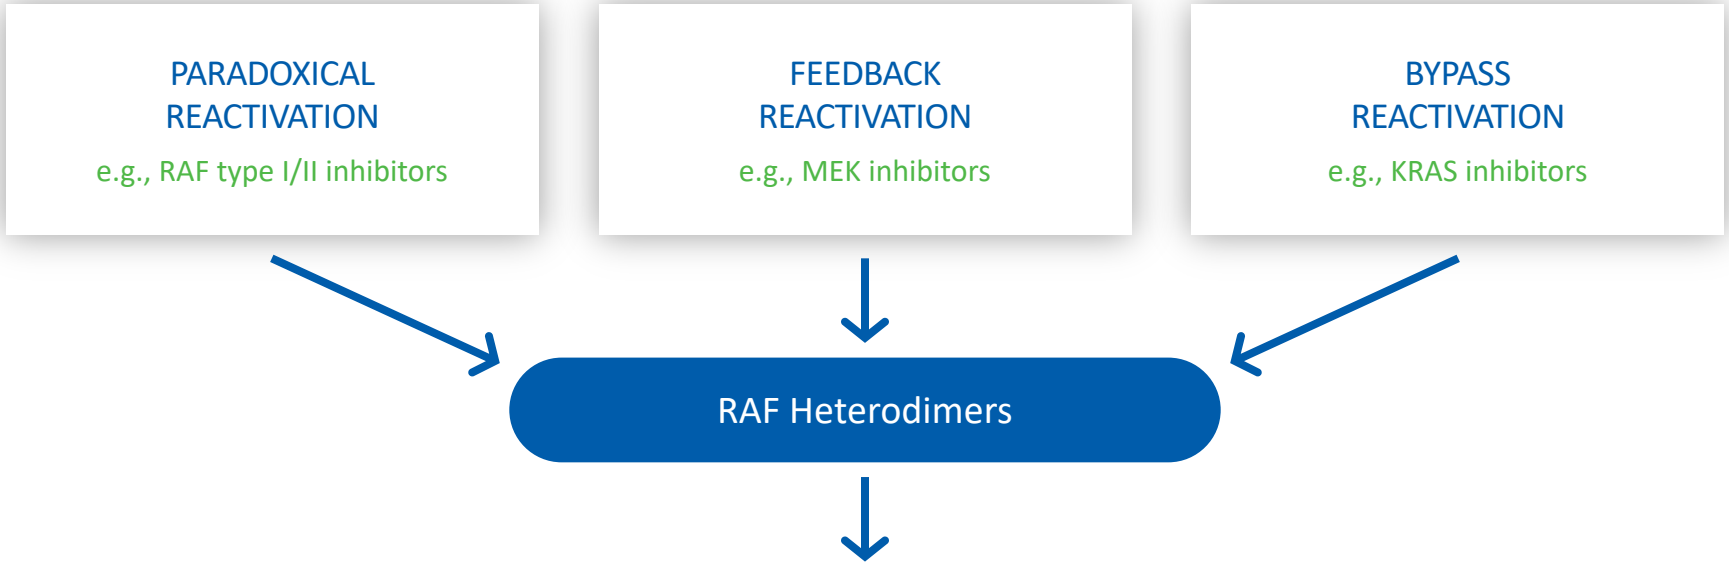 PARADOXICAL
REACTIVATION
e.g., RAF type I/II inhibitors
FEEDBACK
REACTIVATION
e.g., MEK inhibitors
BYPASS
REACTIVATION
e.g., KRAS inhibitors
RAF Heterodimers